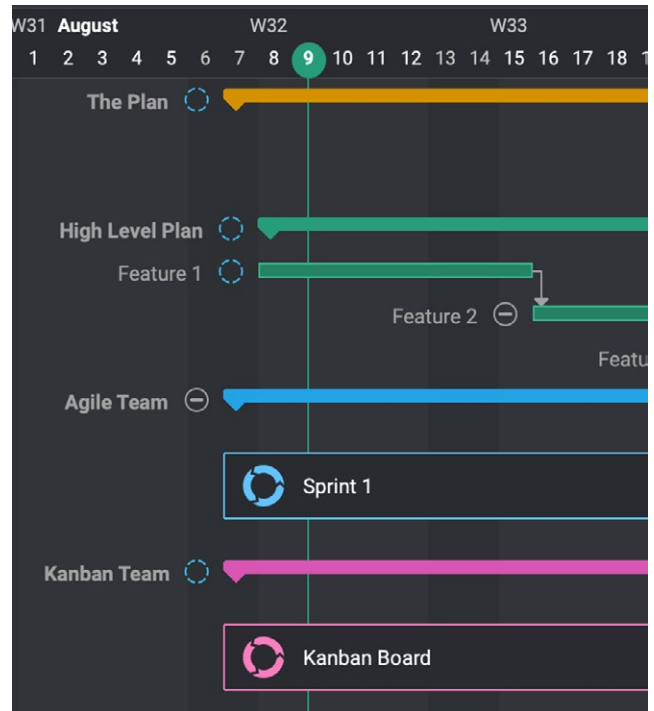 W31 August W32 W33
1 2 3 4 5 6 7 8 9 10 11 12 13 14 15 16 17 18
The Plan
High Level Plan
Feature 1
Feature 2
Featu
Agile Team
Sprint 1
Kanban Team
Kanban Board